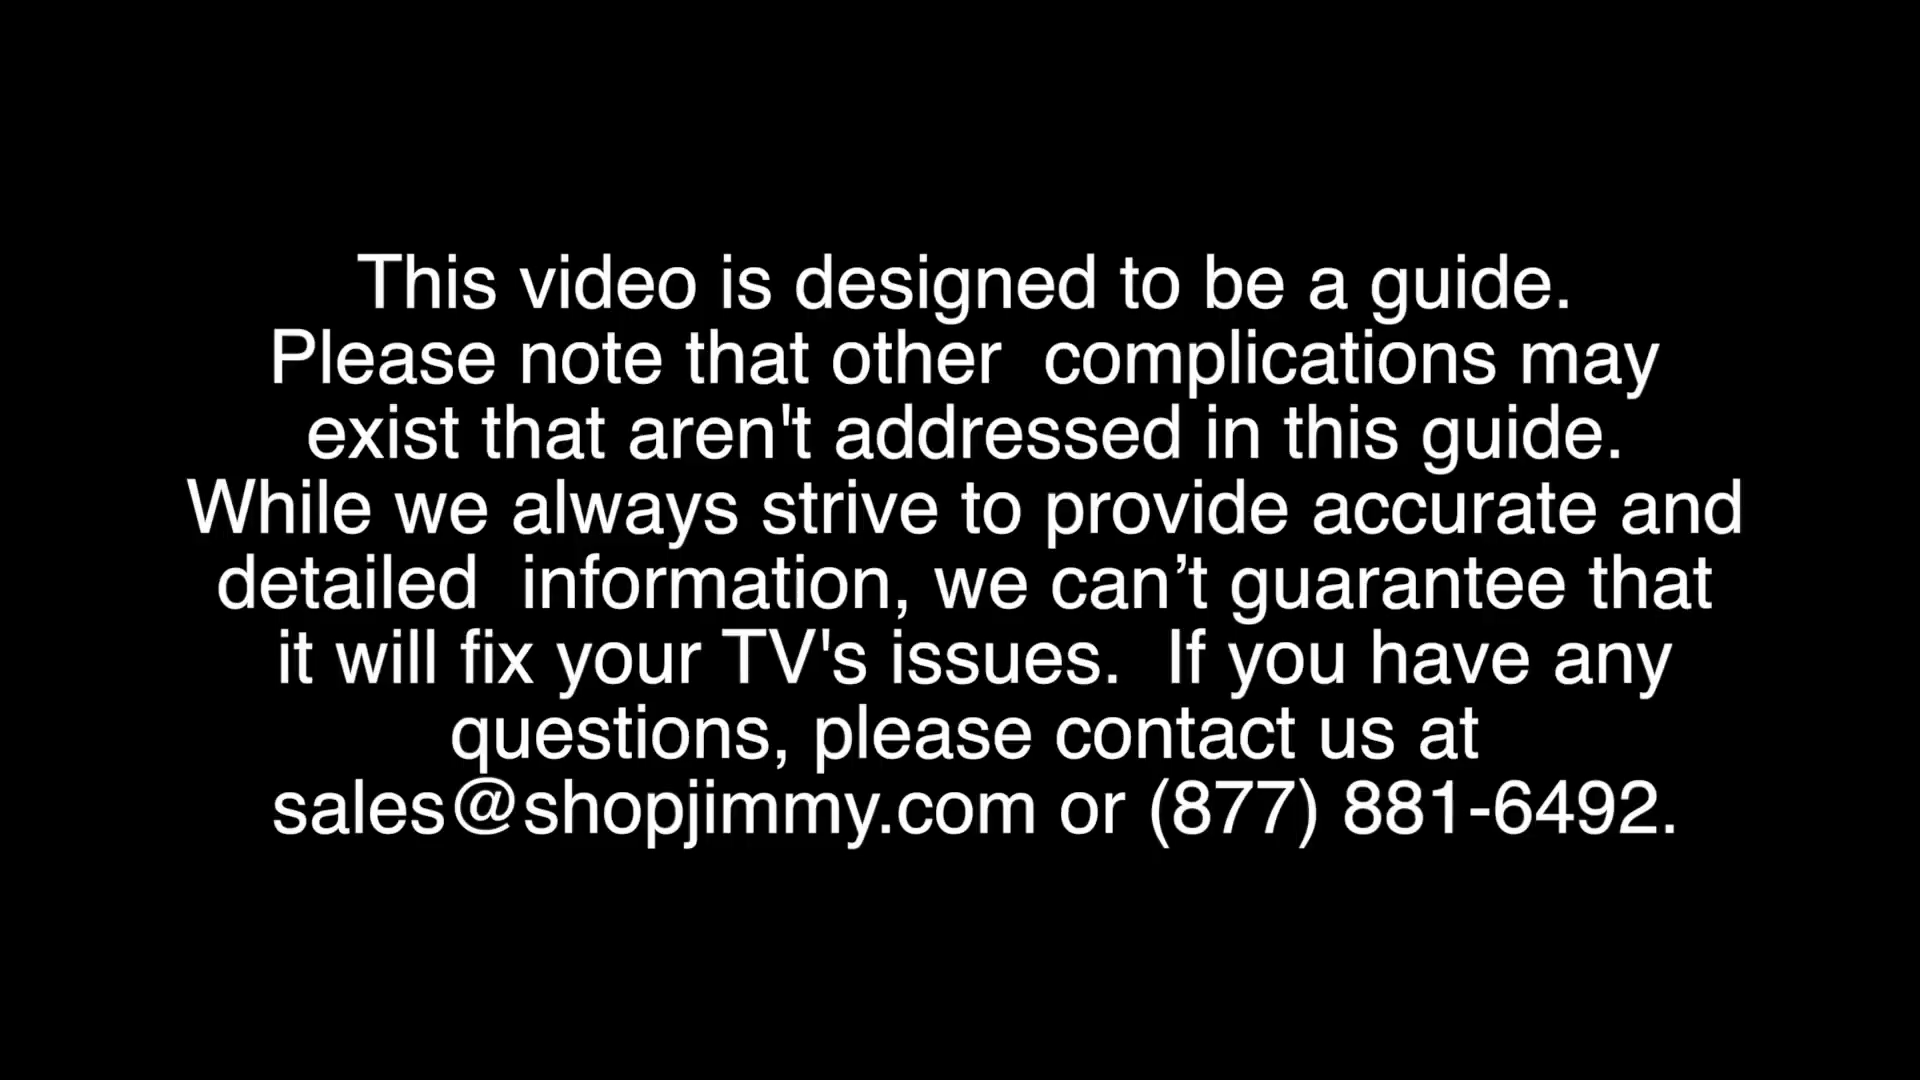 This video is designed to be a guide.
Please note that other  complications may
exist that aren't addressed in this guide.
While we always strive to provide accurate and
detailed  information, we can’t guarantee that
it will fix your TV's issues.  If you have any
questions, please contact us at
sales@shopjimmy.com or (877) 881-6492.